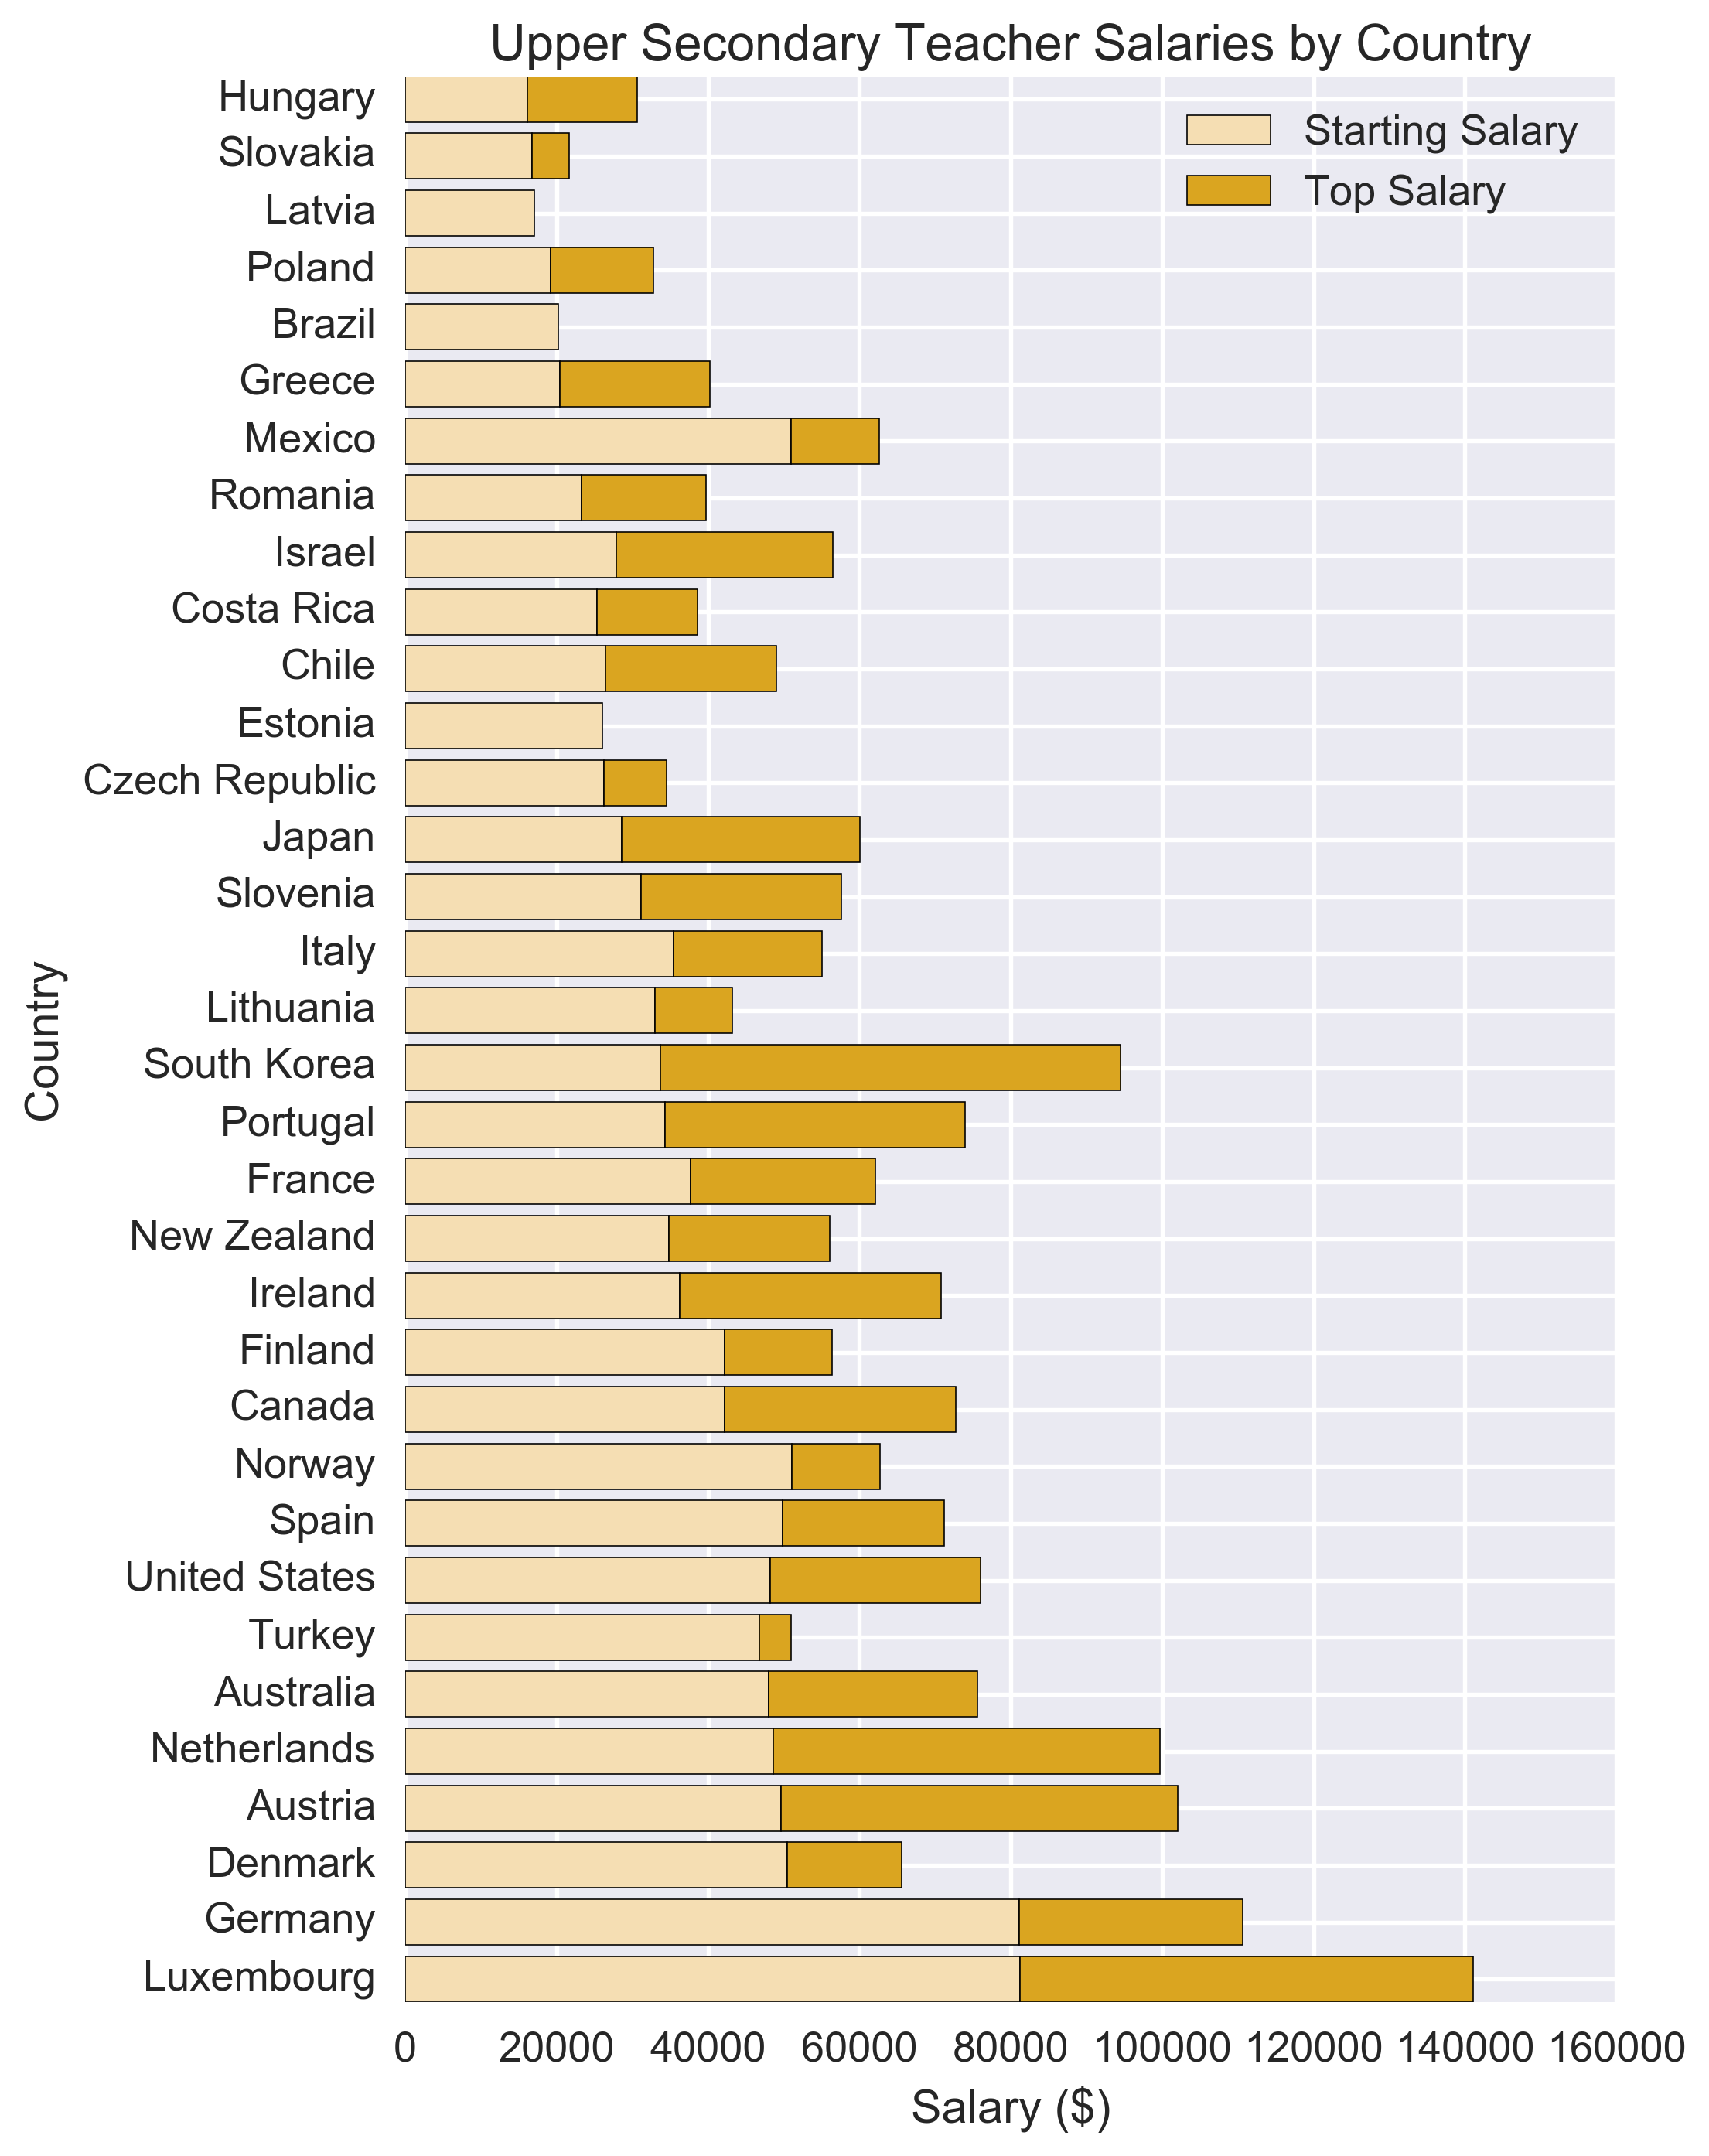 Upper Secondary Teacher Salaries by Country
Starting Salary
Top Salary
Hungary
Slovakia
Latvia
Poland
Brazil
Greece
Mexico
Romania
Israel
Costa Rica
Chile
Estonia
Czech Republic
Japan
Slovenia
Italy
Lithuania
South Korea
Portugal
France
New Zealand
Ireland
Finland
Canada
Norway
Spain
United States
Turkey
Australia
Netherlands
Austria
Denmark
Germany
Luxembourg
Country
0 20000 40000 60000 80000 100000 120000 140000 160000
Salary ($)